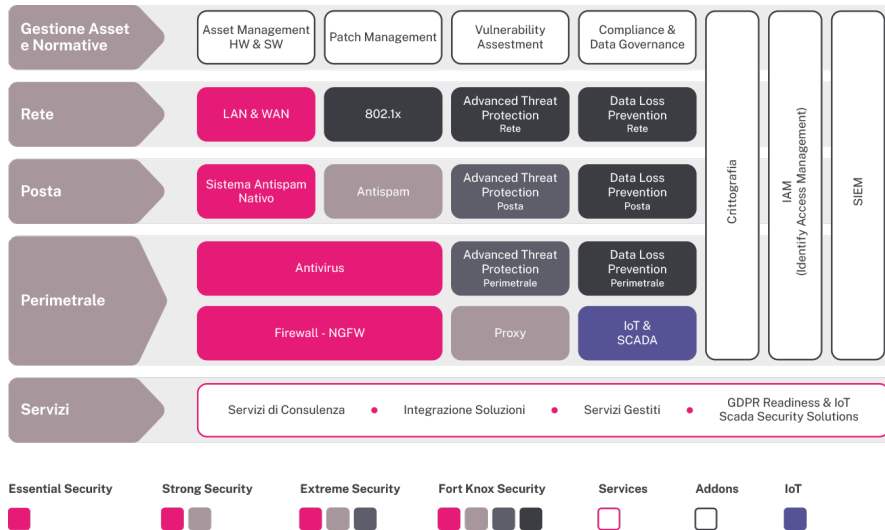 Gestione Asset
e Normative
Asset Management
HW & SW
Patch Management
Vulnerability
Assestment
Compliance &
Data Governance
Rete
LAN & WAN
802.1x
Advanced Threat
Protection
Rete
Data Loss
Prevention
Rete
Posta
Sistema Antispam
Nativo
Antispam
Advanced Threat
Protection
Posta
Data Loss
Prevention
Posta
Perimetrale
Antivirus
Advanced Threat
Protection
Perimetrale
Data Loss
Prevention
Perimetrale
Firewall - NGFW
Proxy
IoT &
SCADA
Crittografia
IAM
(Identify Access Management)
SIEM
Servizi
Servizi di Consulenza • Integrazione Soluzioni • Servizi Gestiti • GDPR Readiness & IoT
Scada Security Solutions
Essential Security
Strong Security
Extreme Security
Fort Knox Security
Services
Addons
IoT